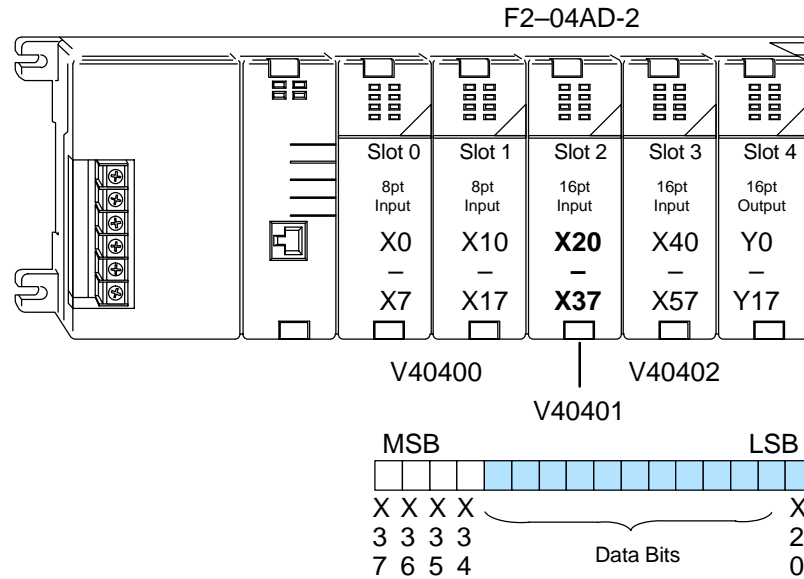 F2–04AD-2
Slot 0 Slot 1 Slot 2 Slot 3 Slot 4
8pt 8pt 16pt 16pt 16pt
Input Input Input Input Output
X0 X10 X20 X40 Y0
– – – – –
X7 X17 X37 X57 Y17
V40400 V40402
V40401
MSB LSB
X X X X X
3 3 3 3 2
7 6 5 4 0
Data Bits